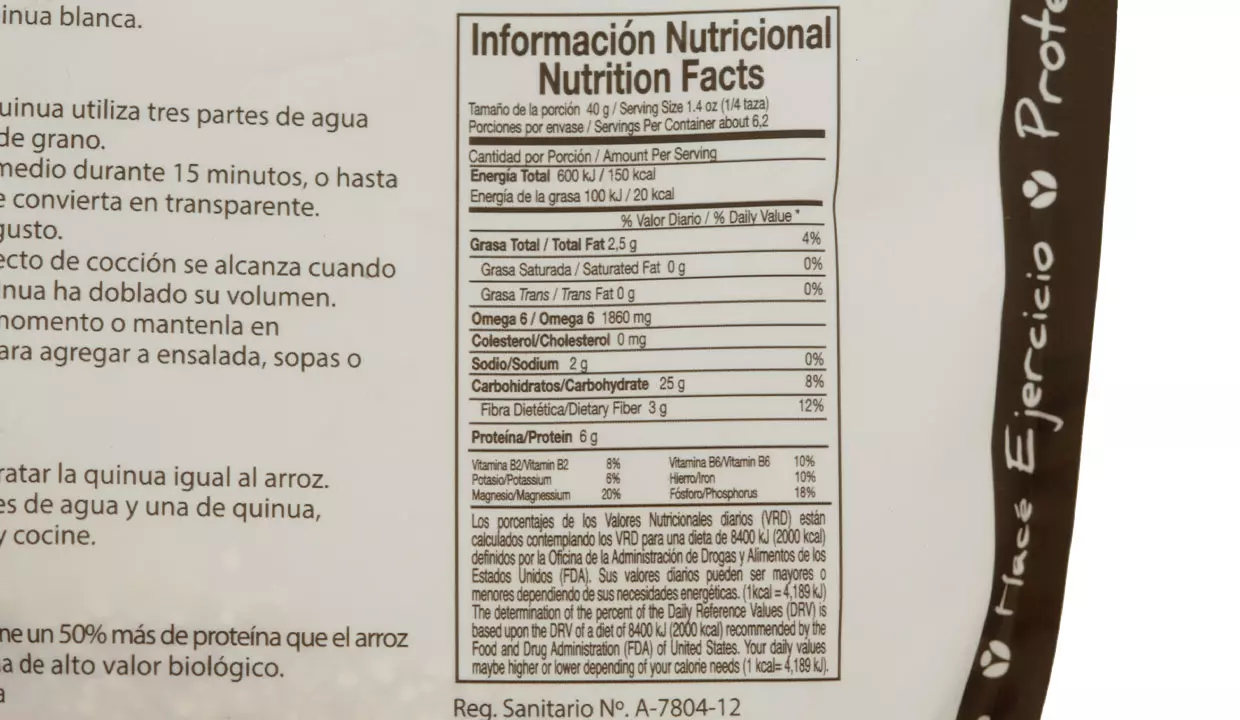 inua blanca.
uinua utiliza tres partes de agua
de grano.
medio durante 15 minutos, o hasta
e convierta en transparente.
gusto.
ecto de cocción se alcanza cuando
nua ha doblado su volumen.
momento o mantenla en
ara agregar a ensalada, sopas o
ratar la quinua igual al arroz.
es de agua y una de quinua,
y cocine.
ne un 50% más de proteína que el arroz
a de alto valor biológico.
a
Información Nutricional
Nutrition Facts
Tamaño de la porción 40 g / Serving Size 1.4 oz (1/4 taza)
Porciones por envase / Servings Per Container about 6,2
Cantidad por Porción / Amount Per Serving
Energía Total 600 kJ / 150 kcal
Energía de la grasa 100 kJ / 20 kcal
% Valor Diario / % Daily Value *
Grasa Total / Total Fat 2,5 g 4%
Grasa Saturada / Saturated Fat 0 g 0%
Grasa Trans / Trans Fat 0 g 0%
Omega 6 / Omega 6 1860 mg
Colesterol/Cholesterol 0 mg
Sodio/Sodium 2 g 0%
Carbohidratos/Carbohydrate 25 g 8%
Fibra Dietética/Dietary Fiber 3 g 12%
Proteína/Protein 6 g
Vitamina B2/Vitamin B2 8% Vitamina B6/Vitamin B6 10%
Potasio/Potassium 6% Hierro/Iron 10%
Magnesio/Magnessium 20% Fósforo/Phosphorus 18%
Los porcentajes de los Valores Nutricionales diarios (VRD) están
calculados contemplando los VRD para una dieta de 8400 kJ (2000 kcal)
definidos por la Oficina de la Administración de Drogas y Alimentos de los
Estados Unidos (FDA). Sus valores diarios pueden ser mayores o
menores dependiendo de sus necesidades energéticas. (1kcal = 4,189 kJ)
The determination of the percent of the Daily Reference Values (DRV) is
based upon the DRV of a diet of 8400 kJ (2000 kcal) recommended by the
Food and Drug Administration (FDA) of United States. Your daily values
maybe higher or lower depending of your calorie needs (1 kcal= 4,189 kJ).
Reg. Sanitario Nº. A-7804-12
Hacé Ejercicio Prote